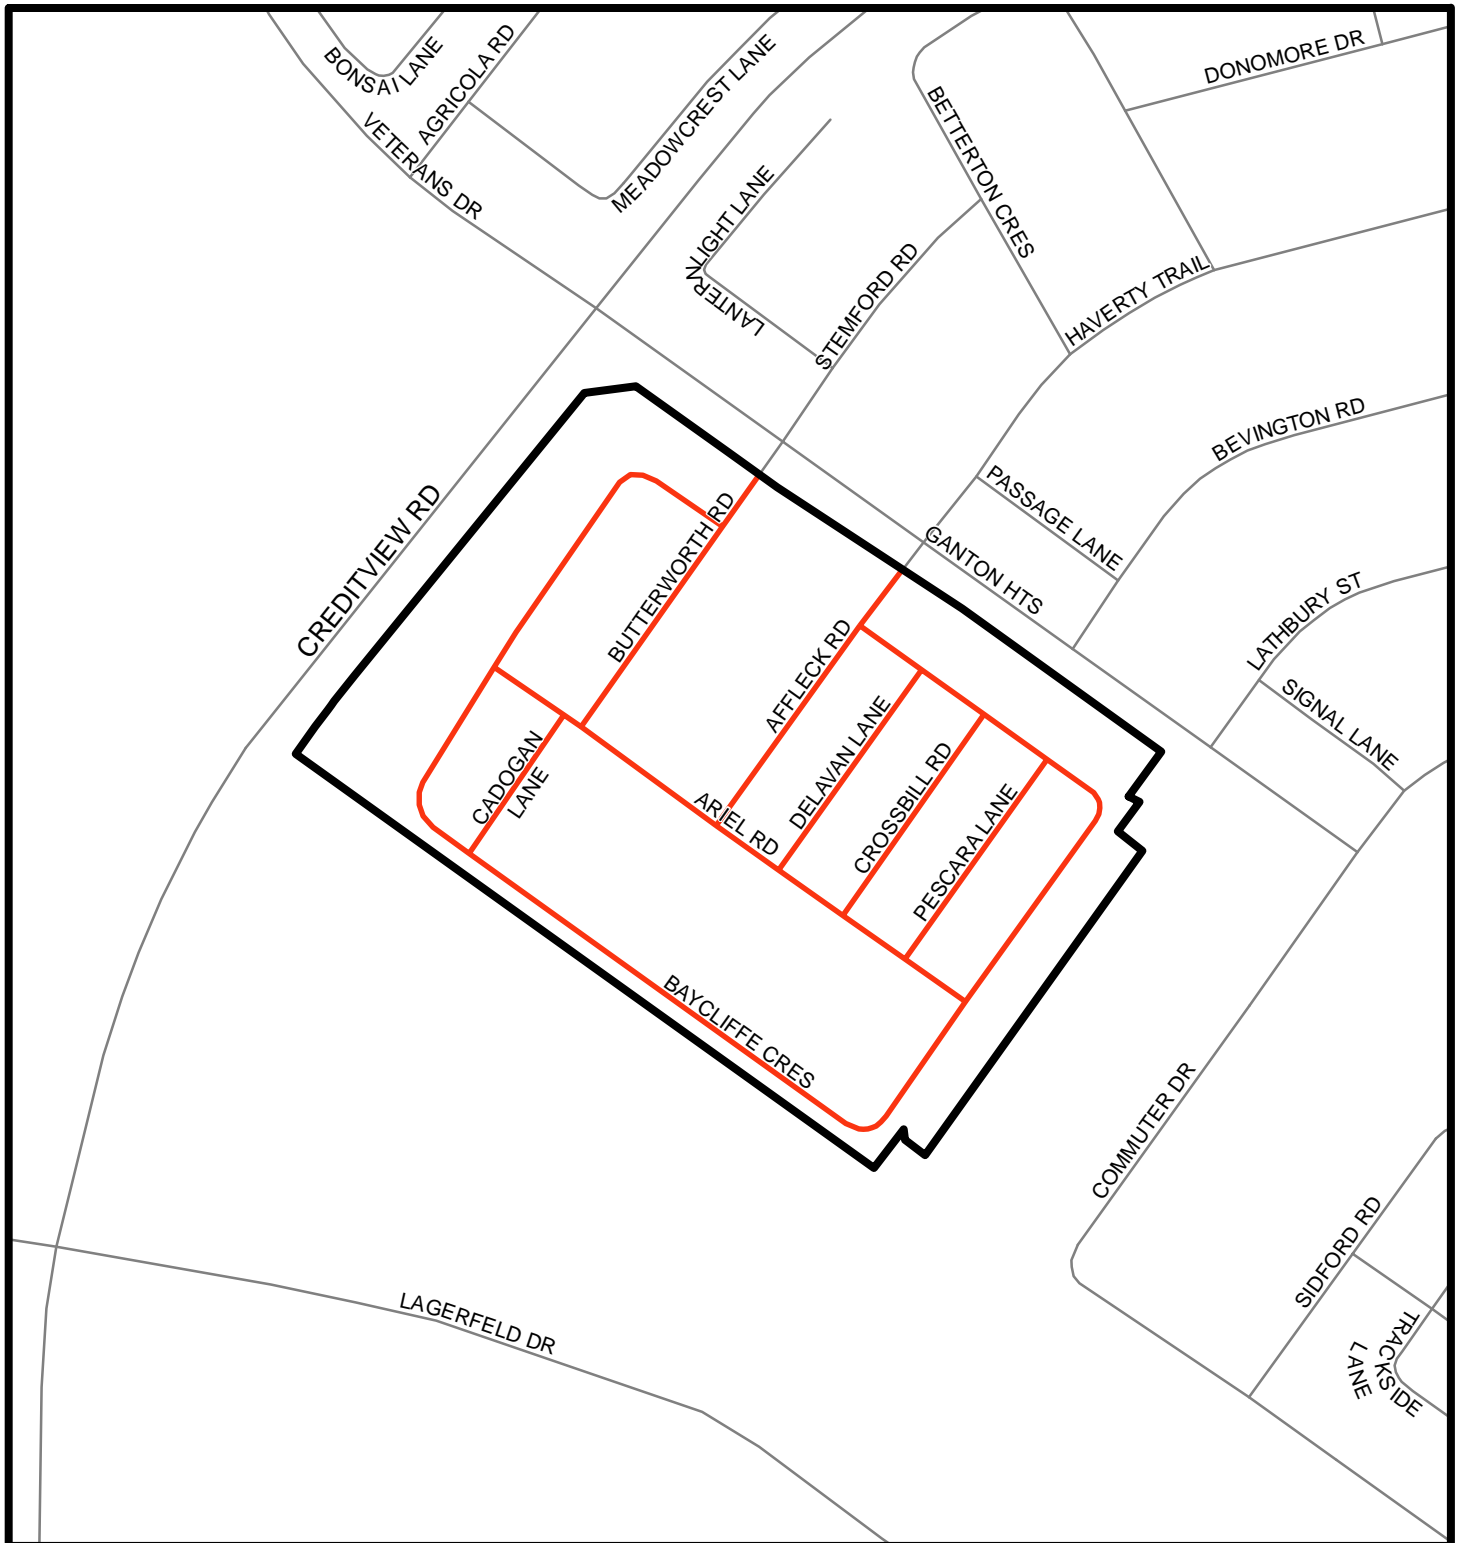 DONOMORE DR
BONSAI LANE
AGRICOLA RD
MEADOWCREST LANE
VETERANS DR
BETTERTON CRES
LANTERN LIGHT LANE
STEMFORD RD
HAVERTY TRAIL
BEVINGTON RD
PASSAGE LANE
GANTON HTS
CREDITVIEW RD
BUTTERWORTH RD
LATHBURY ST
AFFLECK RD
SIGNAL LANE
DELAVAN LANE
CADOGAN
LANE
CROSSBILL RD
ARIEL RD
PESCARA LANE
BAYCLIFFE CRES
COMMUTER DR
SIDFORD RD
LAGERFELD DR
TRACKSIDE
LANE